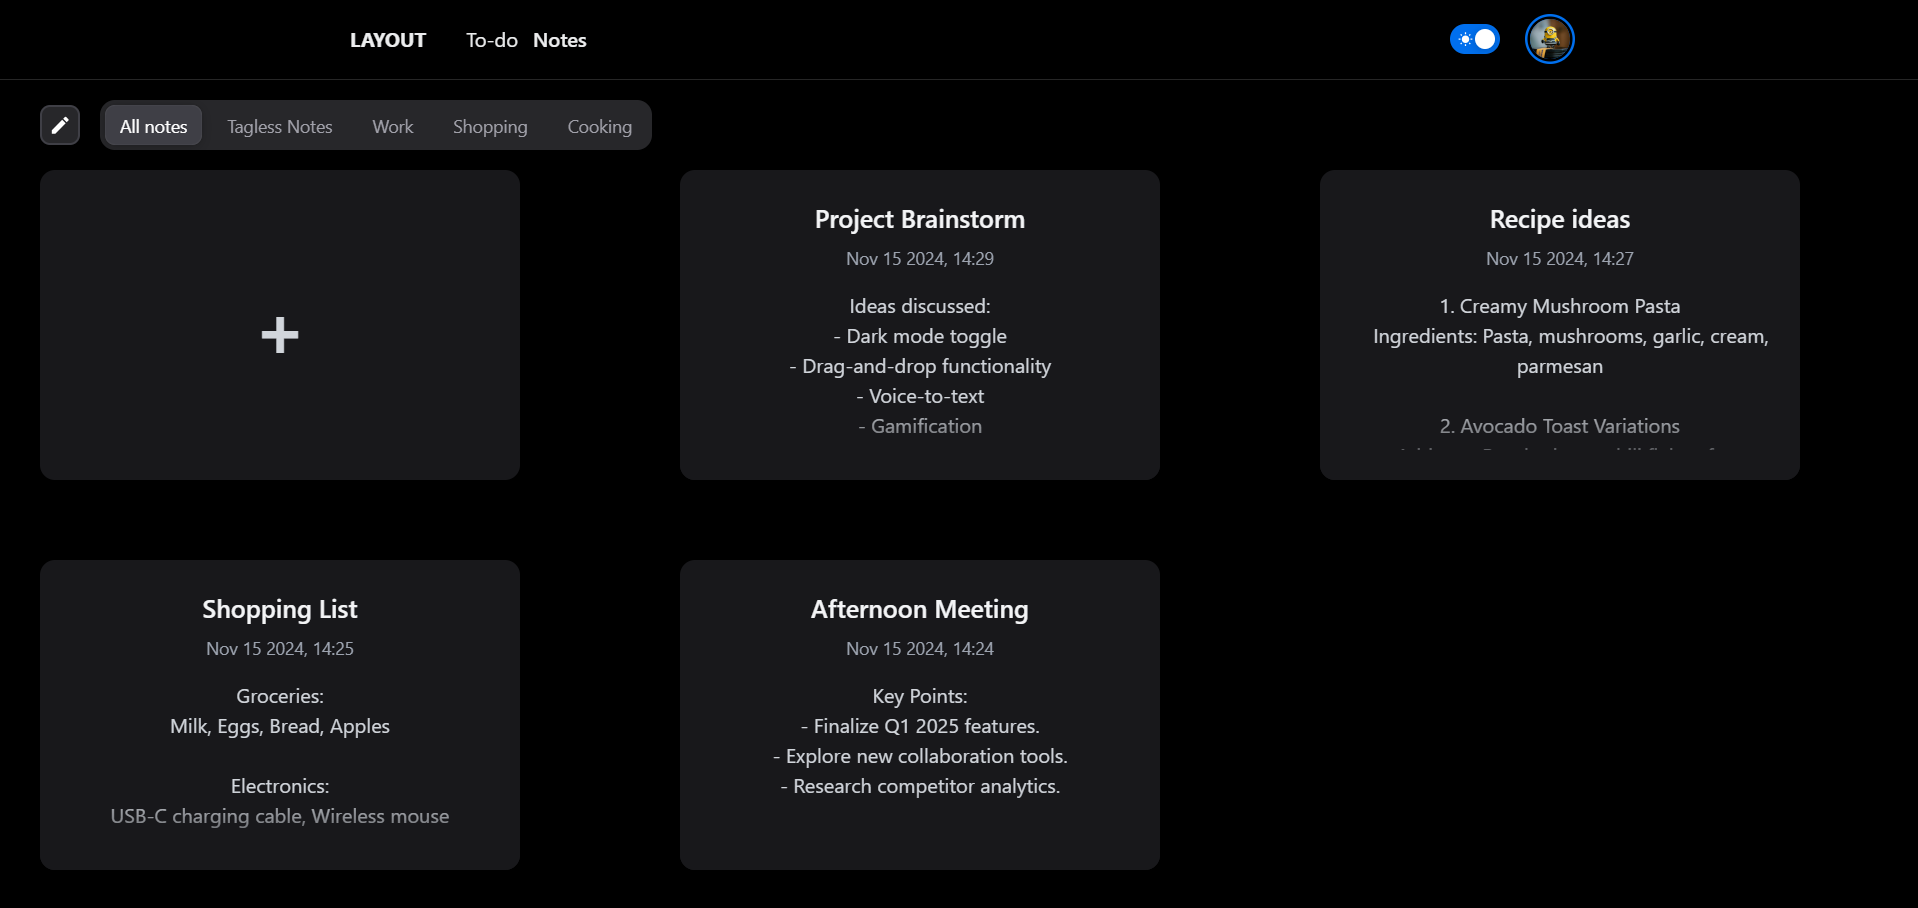 LAYOUT To-do Notes
All notes Tagless Notes Work Shopping Cooking
+
Project Brainstorm
Nov 15 2024, 14:29
Ideas discussed:
- Dark mode toggle
- Drag-and-drop functionality
- Voice-to-text
- Gamification
Recipe ideas
Nov 15 2024, 14:27
1. Creamy Mushroom Pasta
Ingredients: Pasta, mushrooms, garlic, cream,
parmesan
2. Avocado Toast Variations
Shopping List
Nov 15 2024, 14:25
Groceries:
Milk, Eggs, Bread, Apples
Electronics:
USB-C charging cable, Wireless mouse
Afternoon Meeting
Nov 15 2024, 14:24
Key Points:
- Finalize Q1 2025 features.
- Explore new collaboration tools.
- Research competitor analytics.